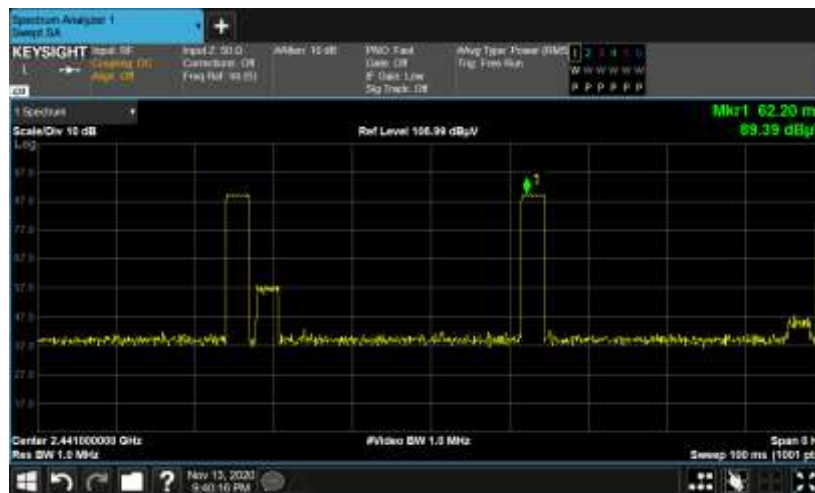 Spectrum Analyzer 1
Swept SA
+
KEYSIGHT Input: RF
Coupling: DC
Align: Off
Input Z: 50 Ω
Corrections: Off
Freq Ref: Int (S)
Atten: 10 dB
PNO: Fast
Gate: Off
IF Gain: Low
Sig Track: Off
Avg Type: Power (RMS
Trig: Free Run
1 2 3 4 5 6
W W W W W W
P P P P P P
L
1 Spectrum
Scale/Div 10 dB
Ref Level 106.99 dBµV
Mkr1 62.20 m
89.39 dBµ
Log
97.0
87.0
77.0
67.0
57.0
47.0
37.0
27.0
17.0
1
Center 2.441000000 GHz
Res BW 1.0 MHz
#Video BW 1.0 MHz
Span 0 H
Sweep 100 ms (1001 pt
?
Nov 13, 2020
9:40:16 PM